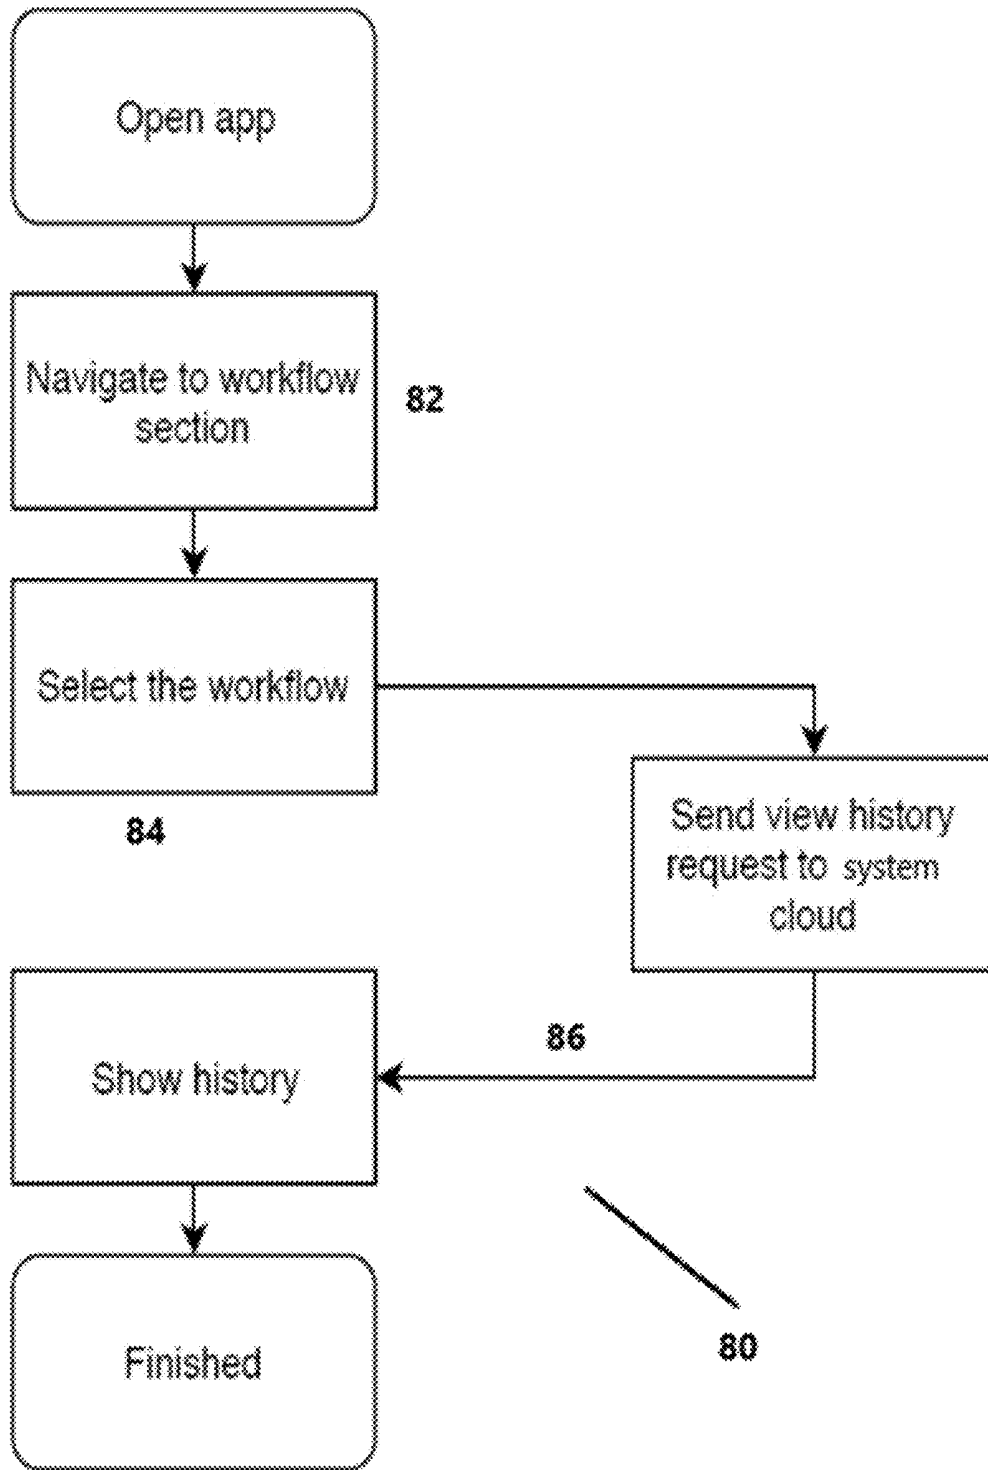 Open app
Navigate to workflow
section
82
Select the workflow
84
Send view history
request to system
cloud
86
Show history
80
Finished